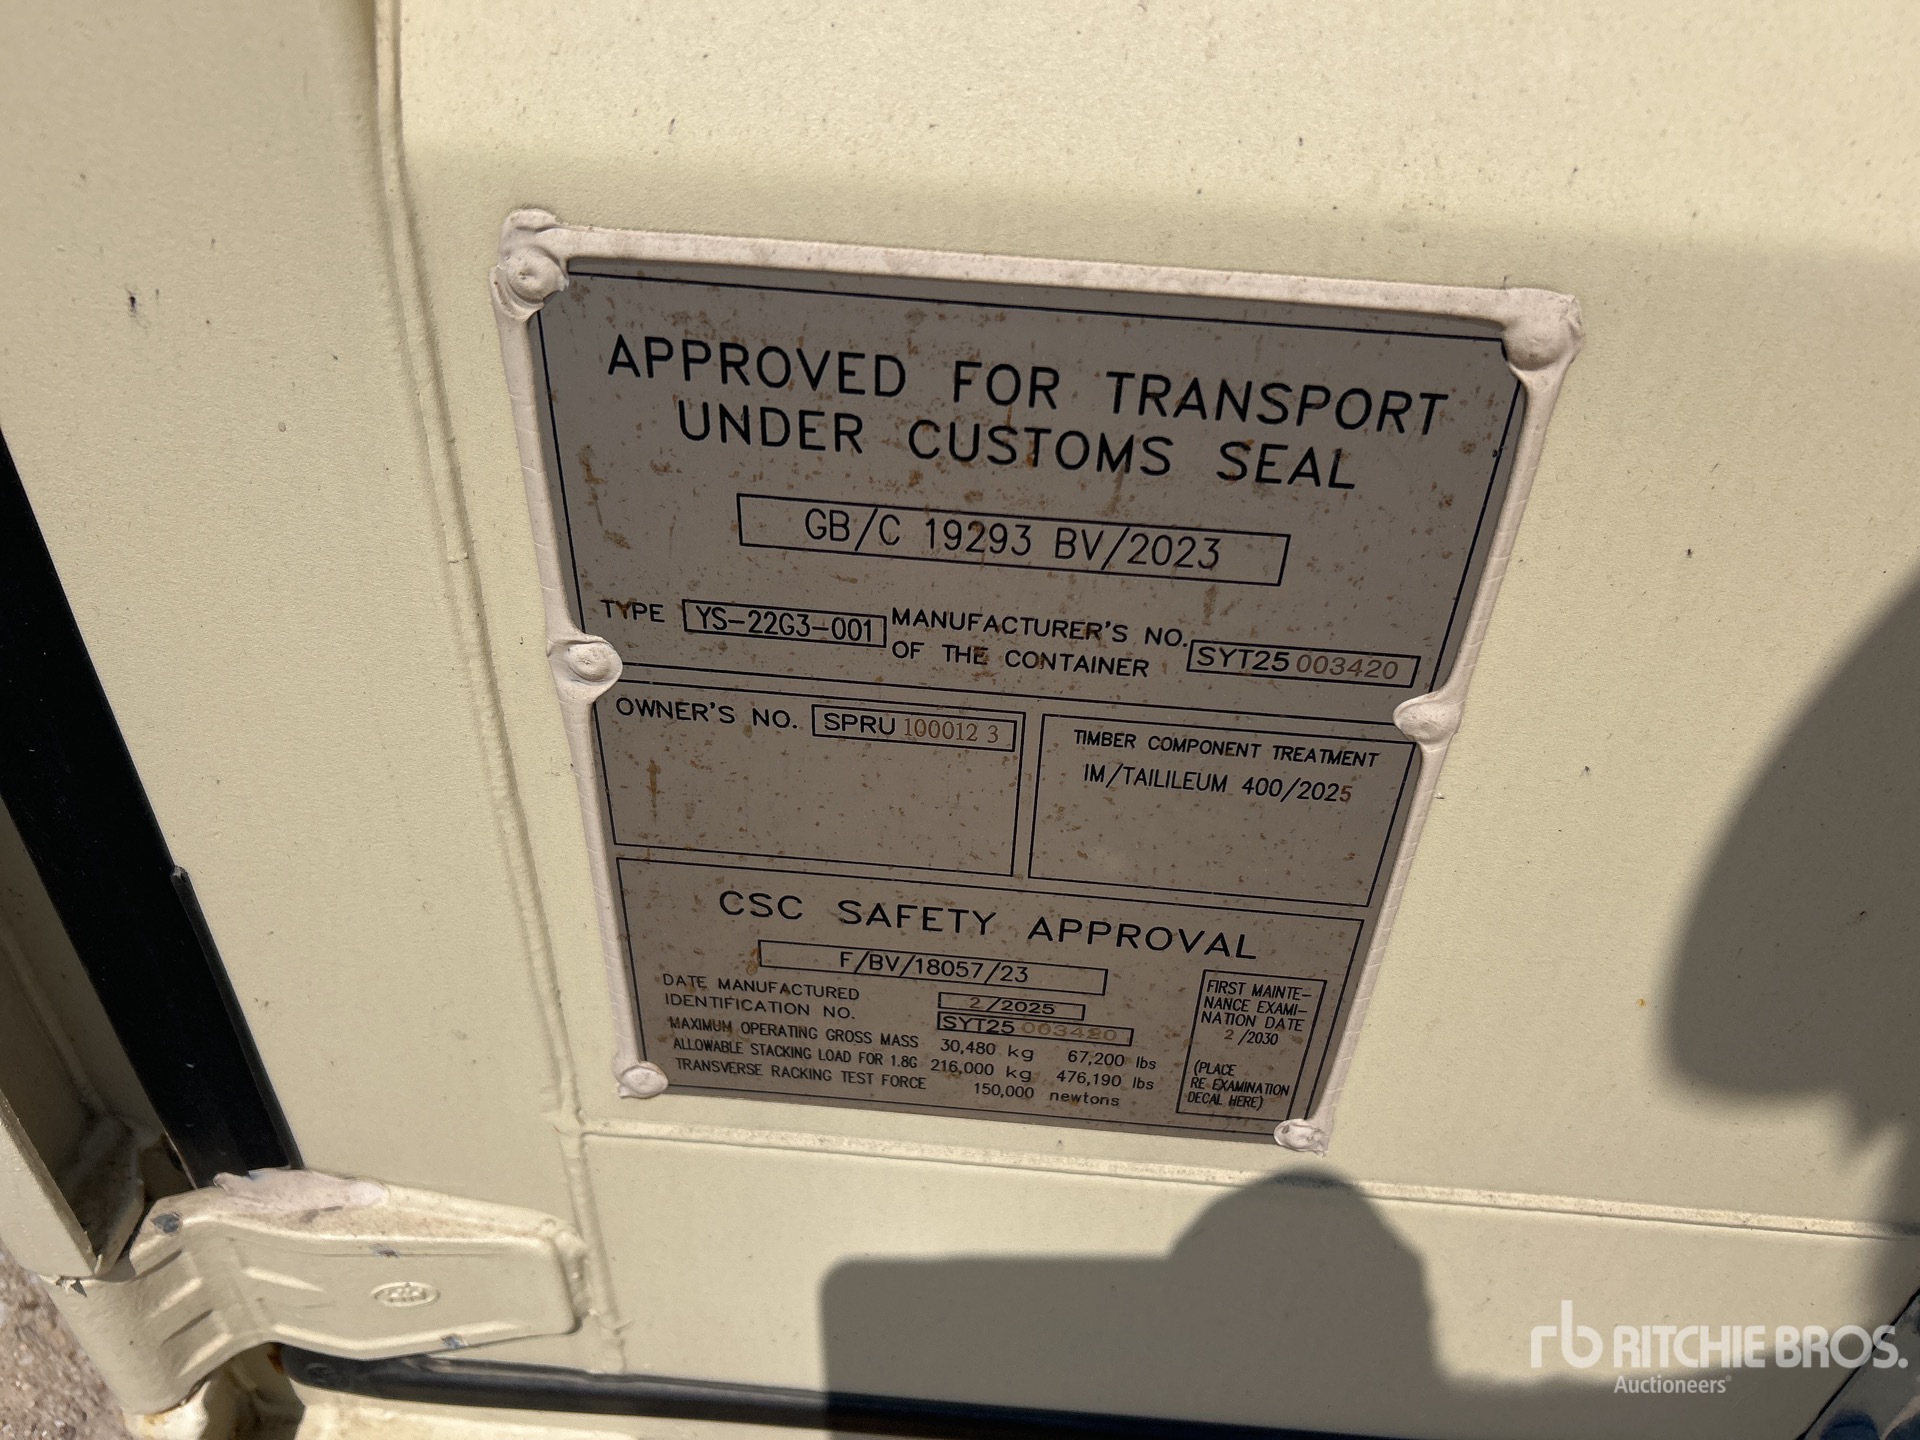 APPROVED FOR TRANSPORT
UNDER CUSTOMS SEAL
GB/C 19293 BV/2023
TYPE YS-22G3-001 MANUFACTURER'S NO.
OF THE CONTAINER SYT25 003420
OWNER'S NO. SPRU 100012 3
TIMBER COMPONENT TREATMENT
IM/TAILILEUM 400/2025
CSC SAFETY APPROVAL
F/BV/18057/23
DATE MANUFACTURED 2/2025
IDENTIFICATION NO. SYT25 003420
MAXIMUM OPERATING GROSS MASS 30,480 kg 67,200 lbs
ALLOWABLE STACKING LOAD FOR 1.8G 216,000 kg 476,190 lbs
TRANSVERSE RACKING TEST FORCE 150,000 newtons
FIRST MAINTE-
NANCE EXAMI-
NATION DATE
2/2030
(PLACE
RE EXAMINATION
DECAL HERE)
rb RITCHIE BROS.
Auctioneers